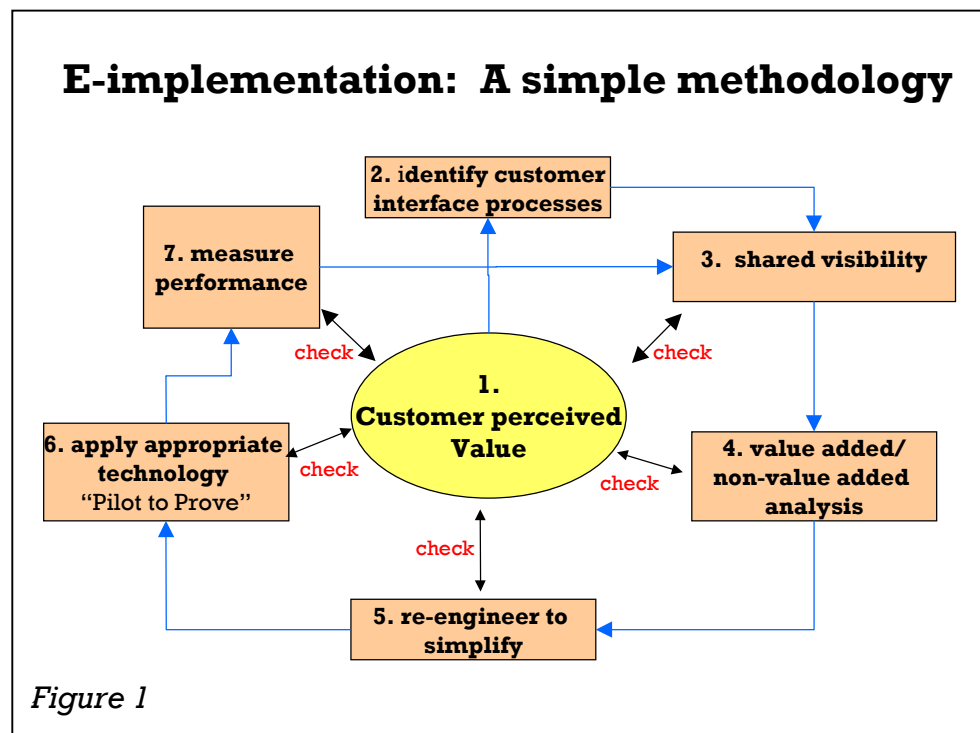 E-implementation: A simple methodology
2. identify customer
interface processes
7. measure
performance
3. shared visibility
check
check
1.
Customer perceived
Value
6. apply appropriate
technology
“Pilot to Prove”
check
check
4. value added/
non-value added
analysis
check
5. re-engineer to
simplify
Figure 1